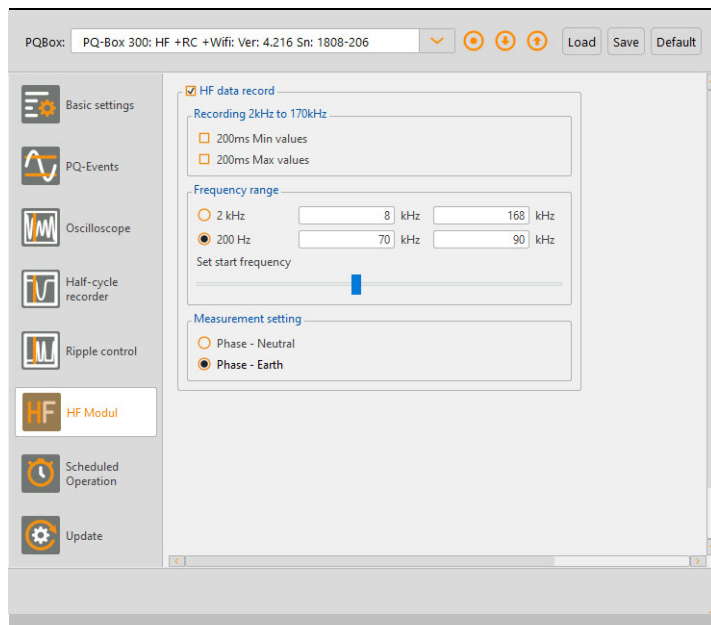 PQBox: PQ-Box 300: HF +RC +Wifi: Ver: 4.216 Sn: 1808-206 Load Save Default
Basic settings
PQ-Events
Oscilloscope
Half-cycle
recorder
Ripple control
HF HF Modul
Scheduled
Operation
Update
HF data record
Recording 2kHz to 170kHz
200ms Min values
200ms Max values
Frequency range
2 kHz 8 kHz 168 kHz
200 Hz 70 kHz 90 kHz
Set start frequency
Measurement setting
Phase - Neutral
Phase - Earth